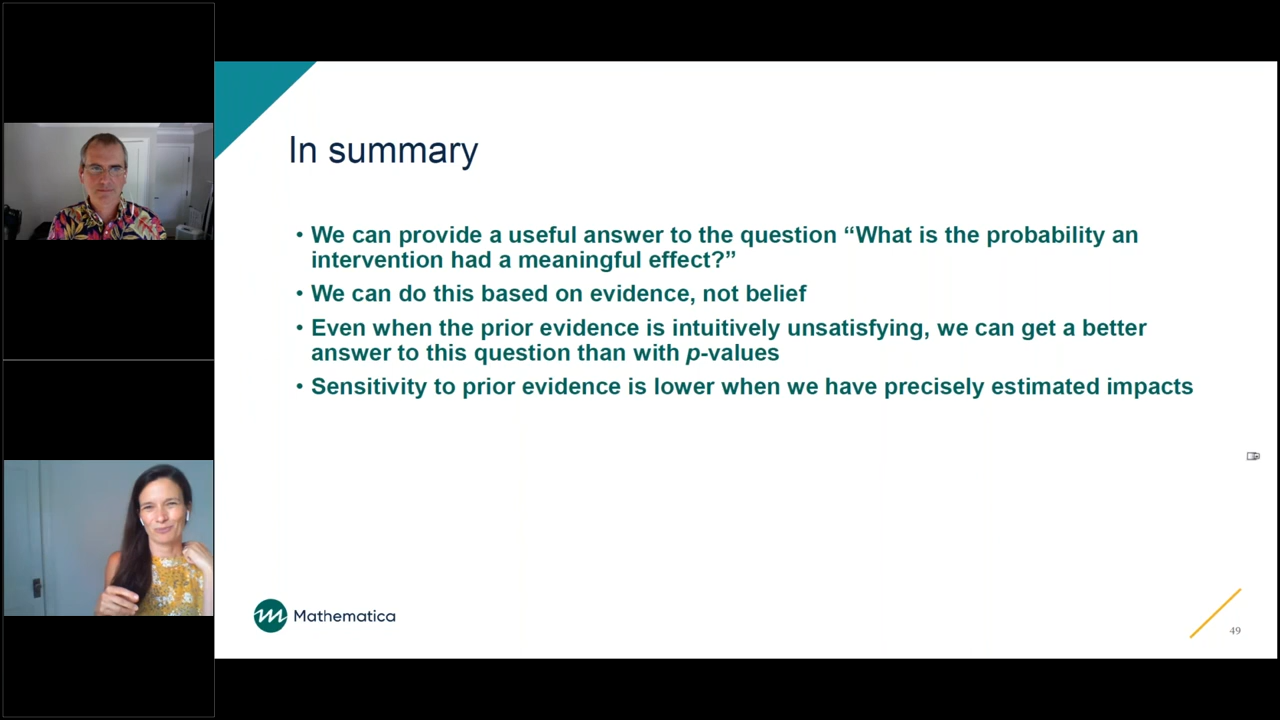 In summary
• We can provide a useful answer to the question “What is the probability an
intervention had a meaningful effect?”
• We can do this based on evidence, not belief
• Even when the prior evidence is intuitively unsatisfying, we can get a better
answer to this question than with p-values
• Sensitivity to prior evidence is lower when we have precisely estimated impacts
Mathematica
49